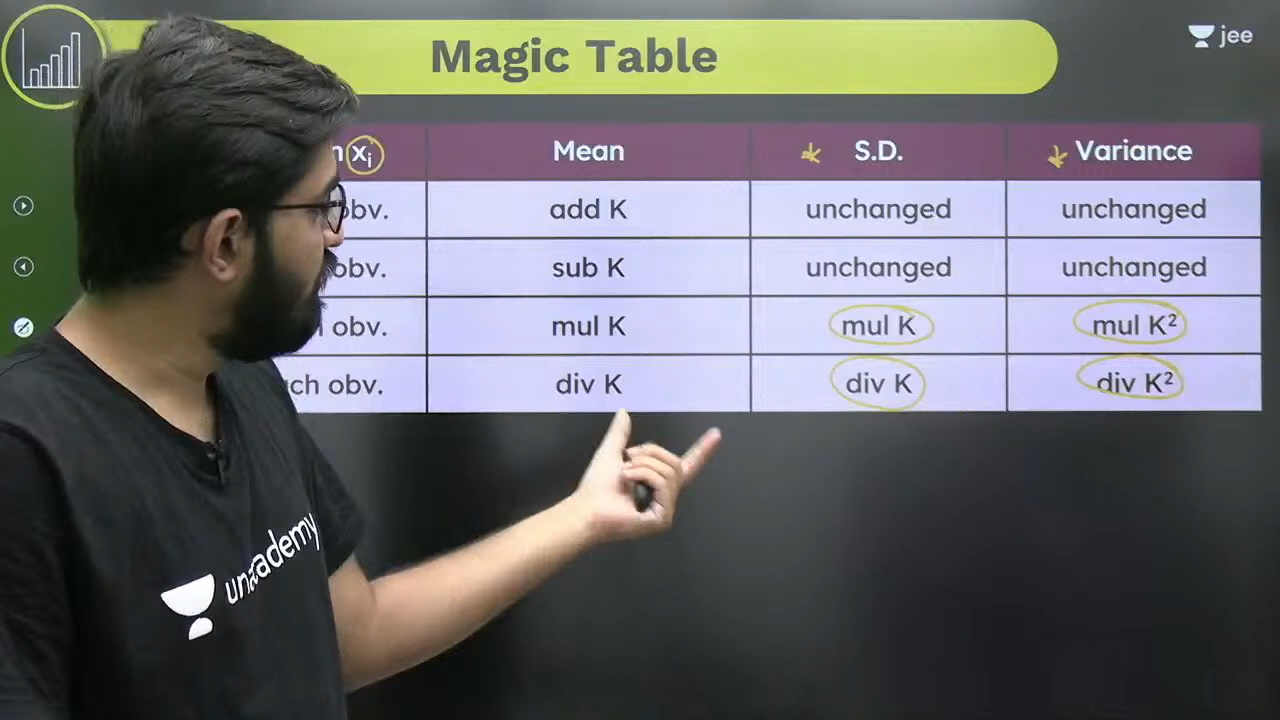 Magic Table
jee
xi Mean S.D. Variance
obv. add K unchanged unchanged
obv. sub K unchanged unchanged
obv. mul K mul K mul K²
obv. div K div K div K²
unacademy